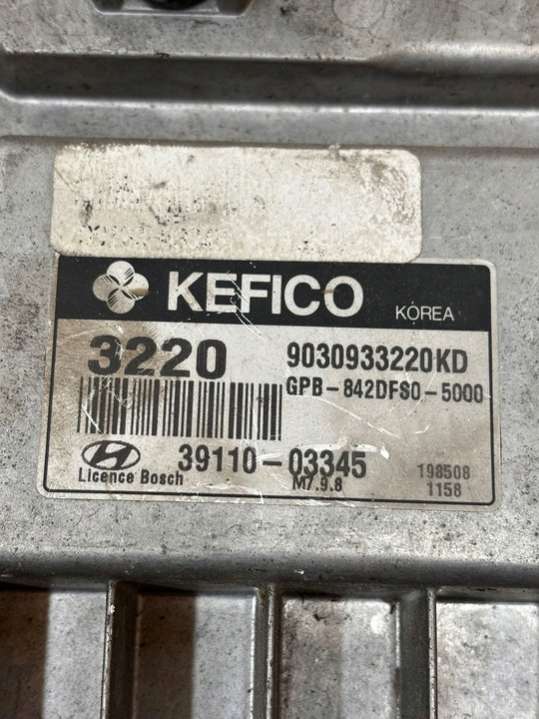 KEFICO KOREA
3220 9030933220KD
GPB-842DFS0-5000
39110-03345 198508
Licence Bosch M7.9.8 1158